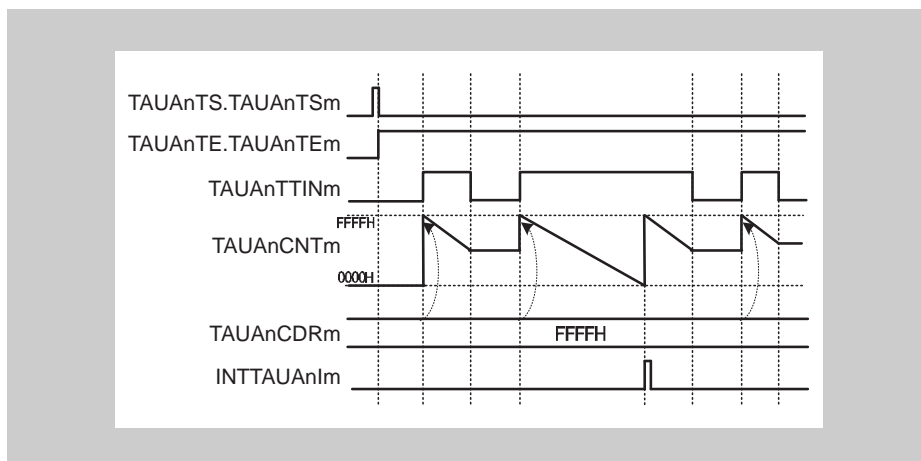 TAUAnTS.TAUAnTSm
TAUAnTE.TAUAnTEm
TAUAnTTINm
FFFFH
TAUAnCNTm
0000H
TAUAnCDRm
FFFFH
INTTAUAnIm